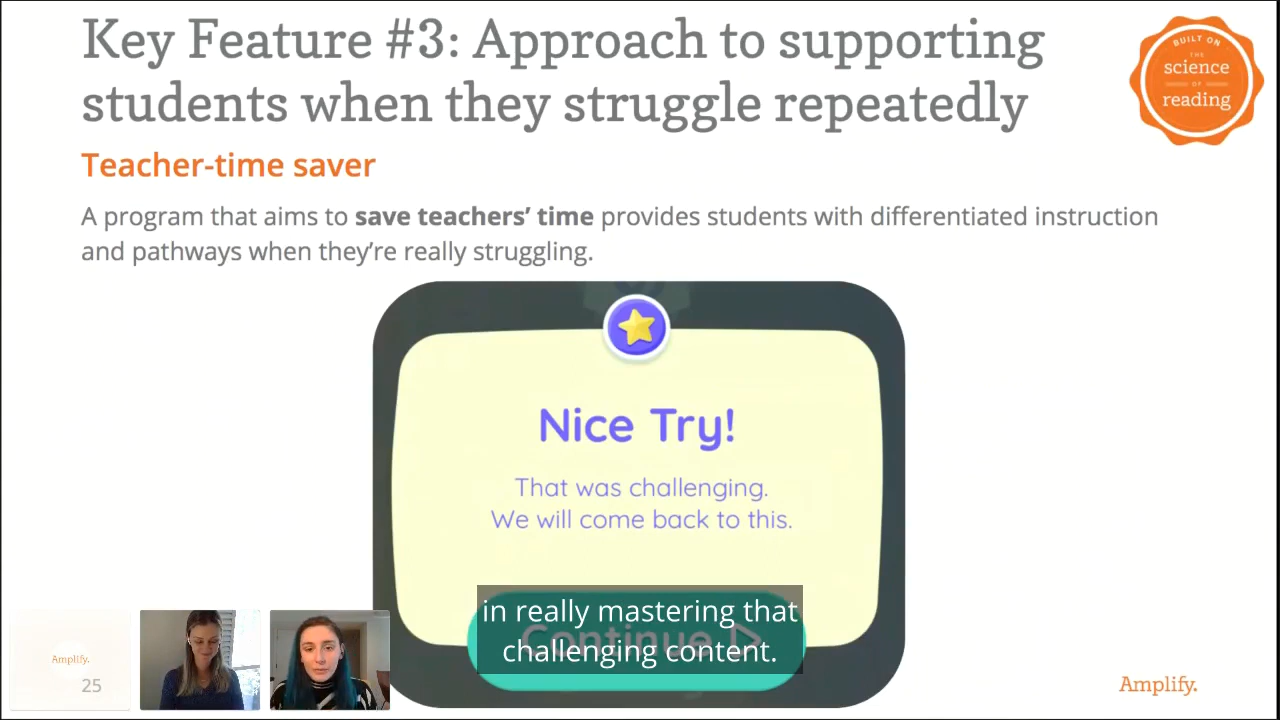 Key Feature #3: Approach to supporting
students when they struggle repeatedly
BUILT ON
THE
science
OF
reading
Teacher-time saver
A program that aims to save teachers’ time provides students with differentiated instruction
and pathways when they’re really struggling.
Nice Try!
That was challenging.
We will come back to this.
Continue
in really mastering that
challenging content.
Amplify.
25
Amplify.